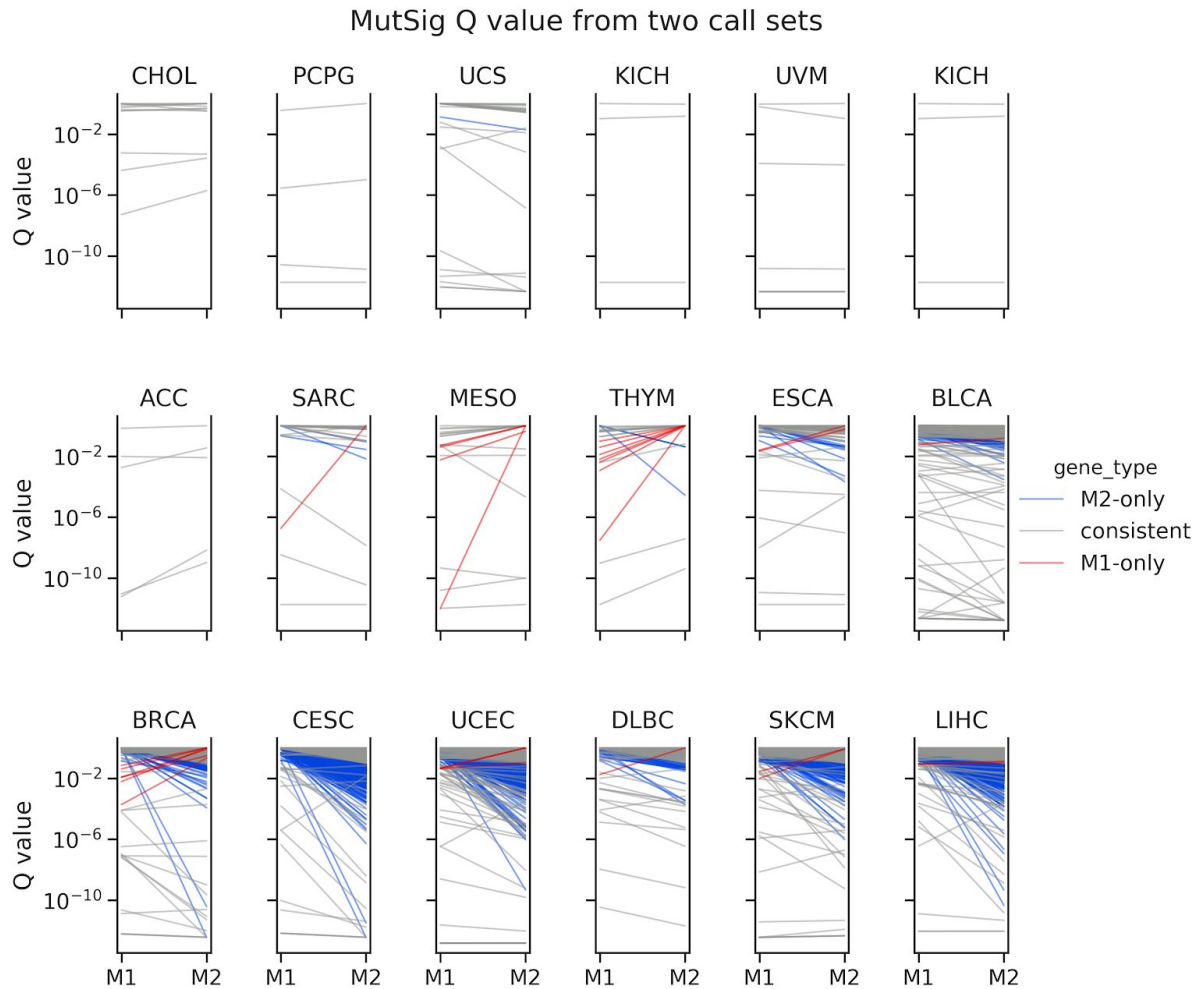 MutSig Q value from two call sets
CHOL PCPG UCS KICH UVM KICH
Q value
10⁻²
10⁻⁶
10⁻¹⁰
ACC SARC MESO THYM ESCA BLCA
Q value
10⁻²
10⁻⁶
10⁻¹⁰
gene_type
M2-only
consistent
M1-only
BRCA CESC UCEC DLBC SKCM LIHC
Q value
10⁻²
10⁻⁶
10⁻¹⁰
M1 M2 M1 M2 M1 M2 M1 M2 M1 M2 M1 M2